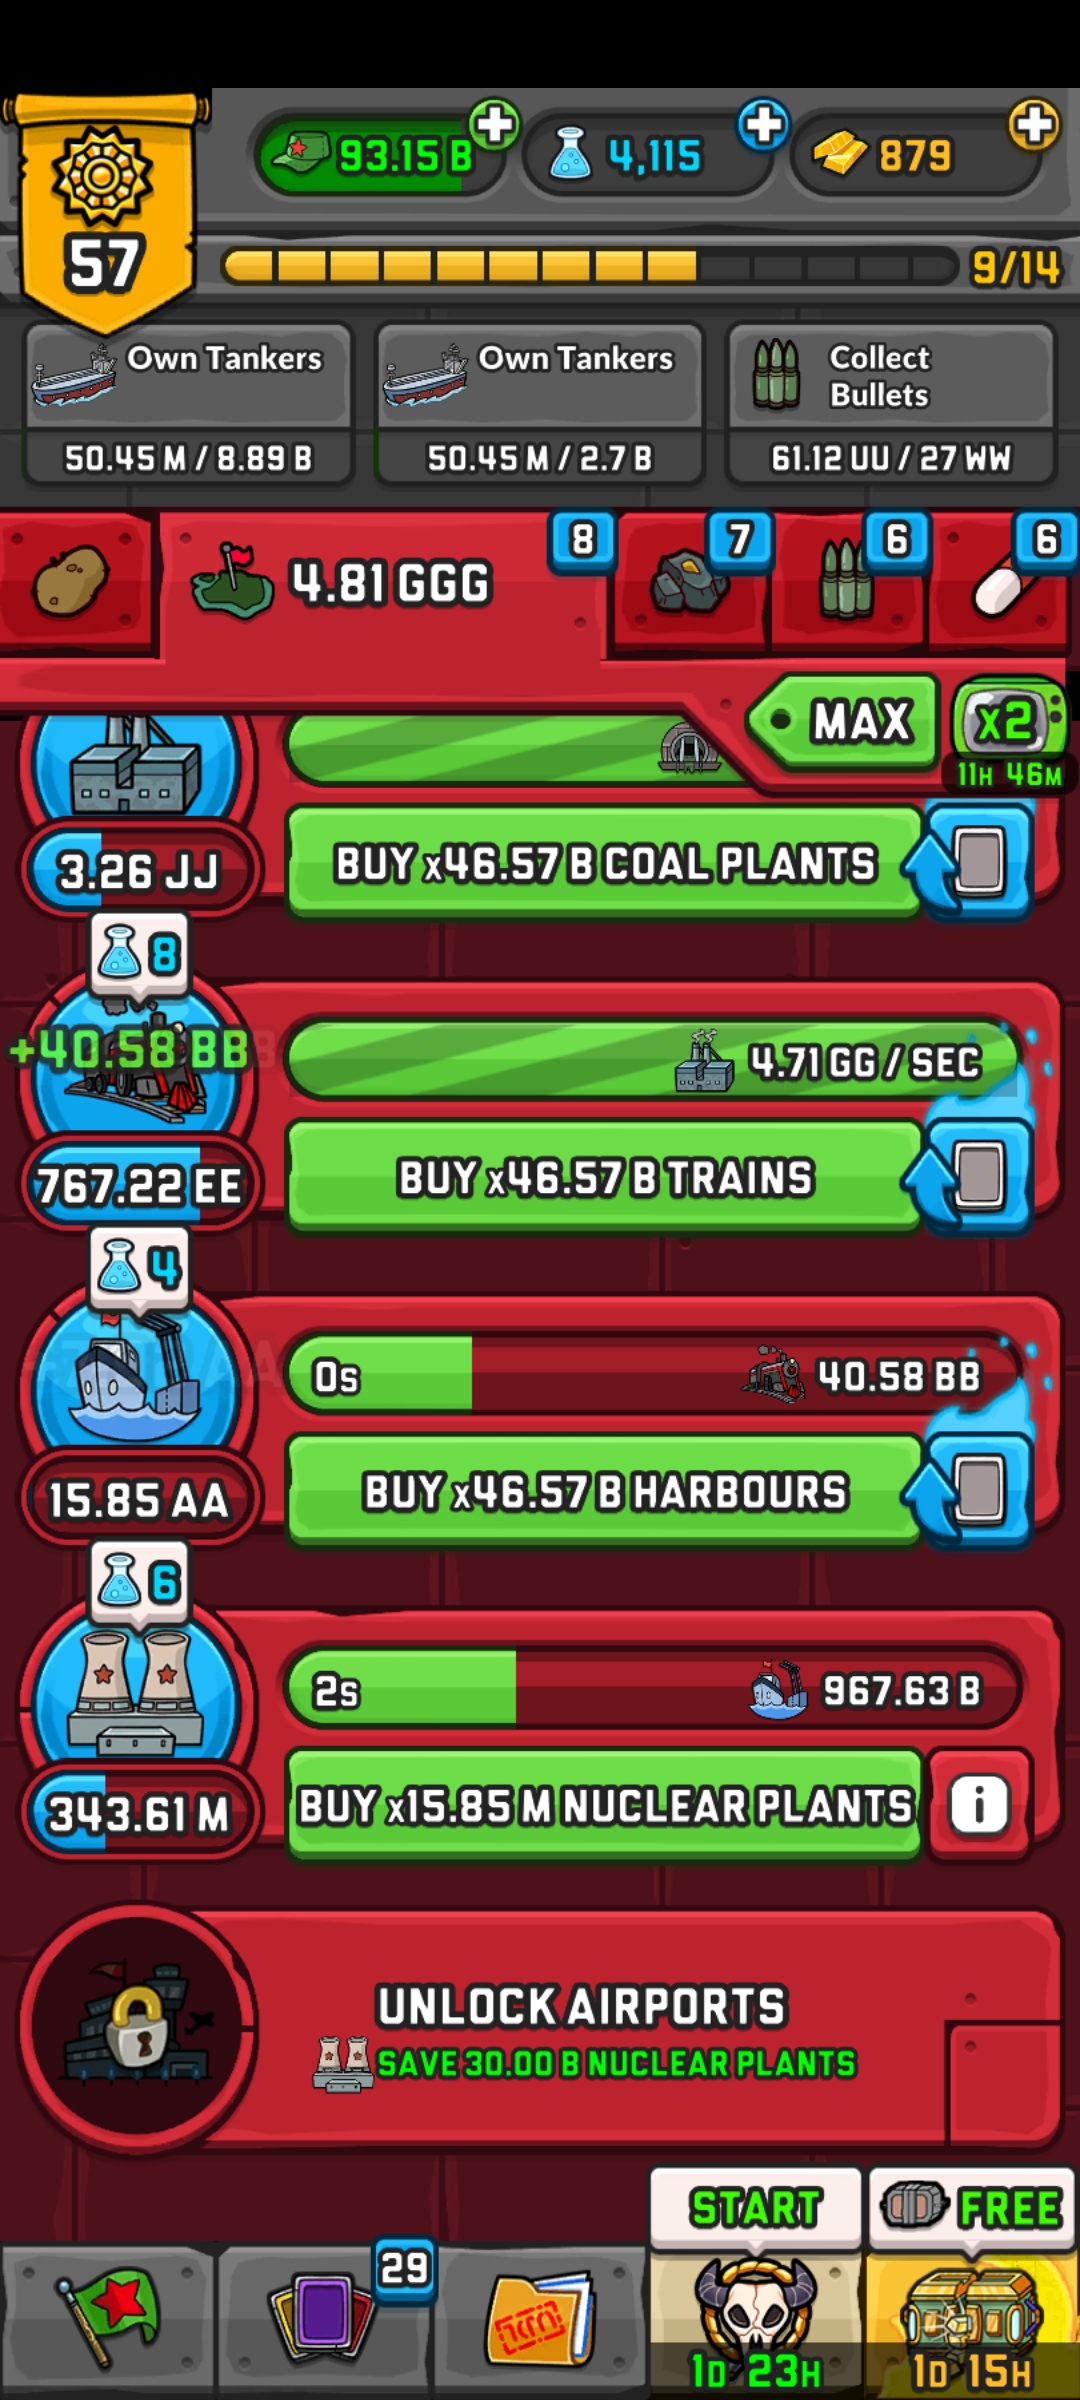 93.15 B
4,115
879
57
9/14
Own Tankers
50.45 M / 8.89 B
Own Tankers
50.45 M / 2.7 B
Collect
Bullets
61.12 UU / 27 WW
4.81 GGG
8
7
6
6
MAX
x2
11H 46M
3.26 JJ
BUY x46.57 B COAL PLANTS
8
+40.58 BB
4.71 GG / SEC
767.22 EE
BUY x46.57 B TRAINS
4
0s
40.58 BB
15.85 AA
BUY x46.57 B HARBOURS
6
2s
967.63 B
343.61 M
BUY x15.85 M NUCLEAR PLANTS
i
UNLOCK AIRPORTS
SAVE 30.00 B NUCLEAR PLANTS
START
FREE
29
1D 23H
1D 15H